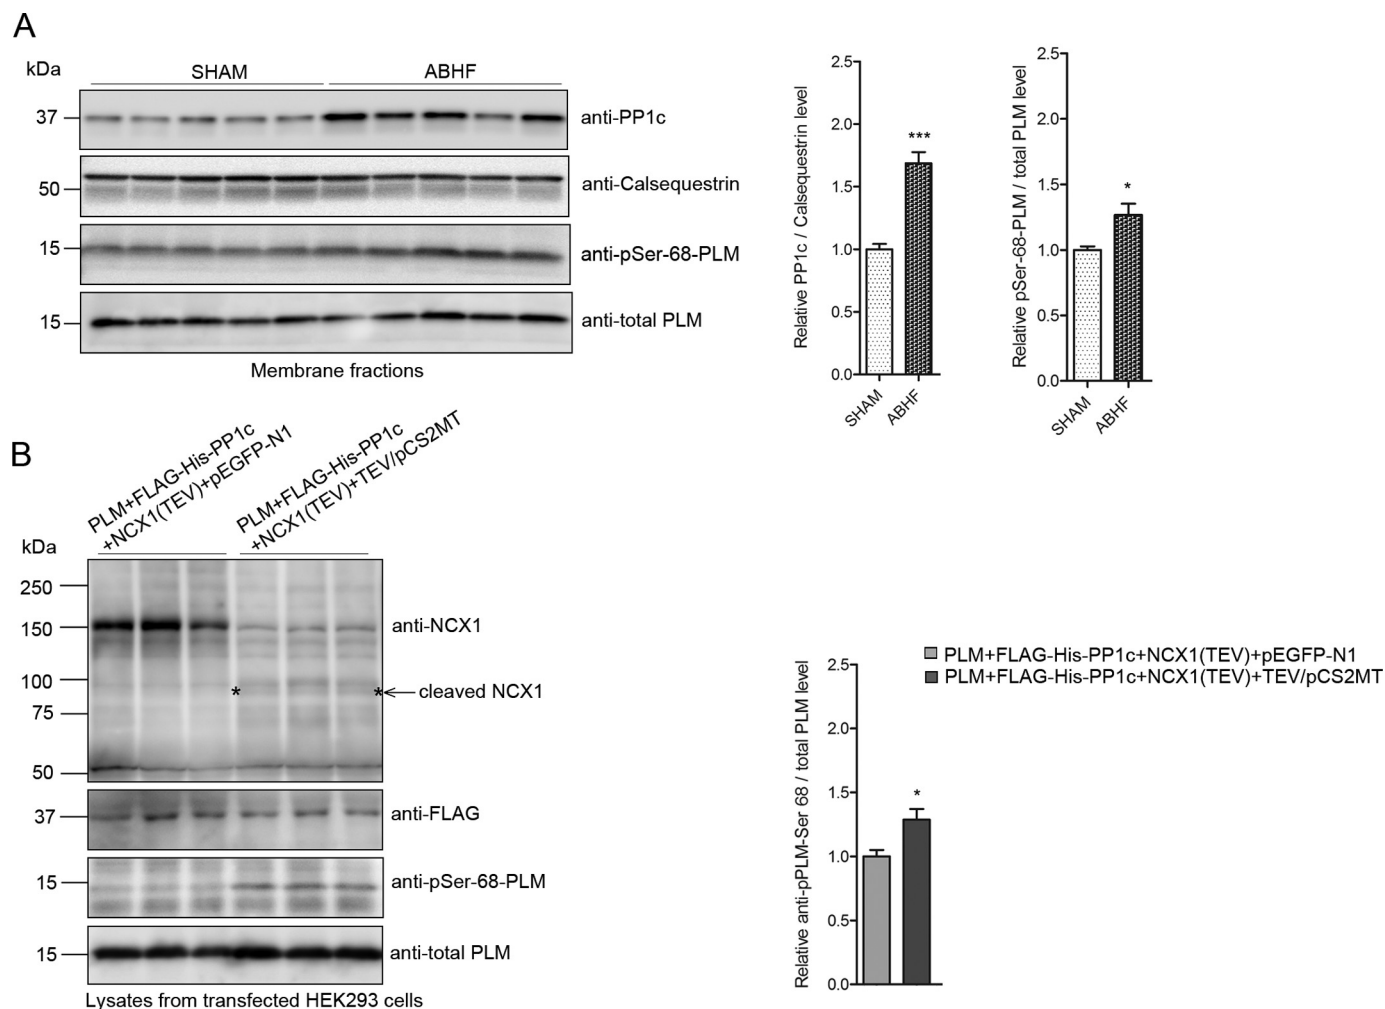 A
kDa
SHAM
ABHF
37
anti-PP1c
50
anti-Calsequestrin
15
anti-pSer-68-PLM
15
anti-total PLM
Membrane fractions
Relative PP1c / Calsequestrin level
2.5
2.0
1.5
1.0
0.5
0.0
***
SHAM
ABHF
Relative pSer-68-PLM / total PLM level
2.5
2.0
1.5
1.0
0.5
0.0
*
SHAM
ABHF
B
PLM+FLAG-His-PP1c
+NCX1(TEV)+pEGFP-N1
PLM+FLAG-His-PP1c
+NCX1(TEV)+TEV/pCS2MT
kDa
250
150
anti-NCX1
100
* * cleaved NCX1
75
50
37
anti-FLAG
15
anti-pSer-68-PLM
15
anti-total PLM
Lysates from transfected HEK293 cells
PLM+FLAG-His-PP1c+NCX1(TEV)+pEGFP-N1
PLM+FLAG-His-PP1c+NCX1(TEV)+TEV/pCS2MT
Relative anti-pPLM-Ser 68 / total PLM level
2.5
2.0
1.5
1.0
0.5
0.0
*